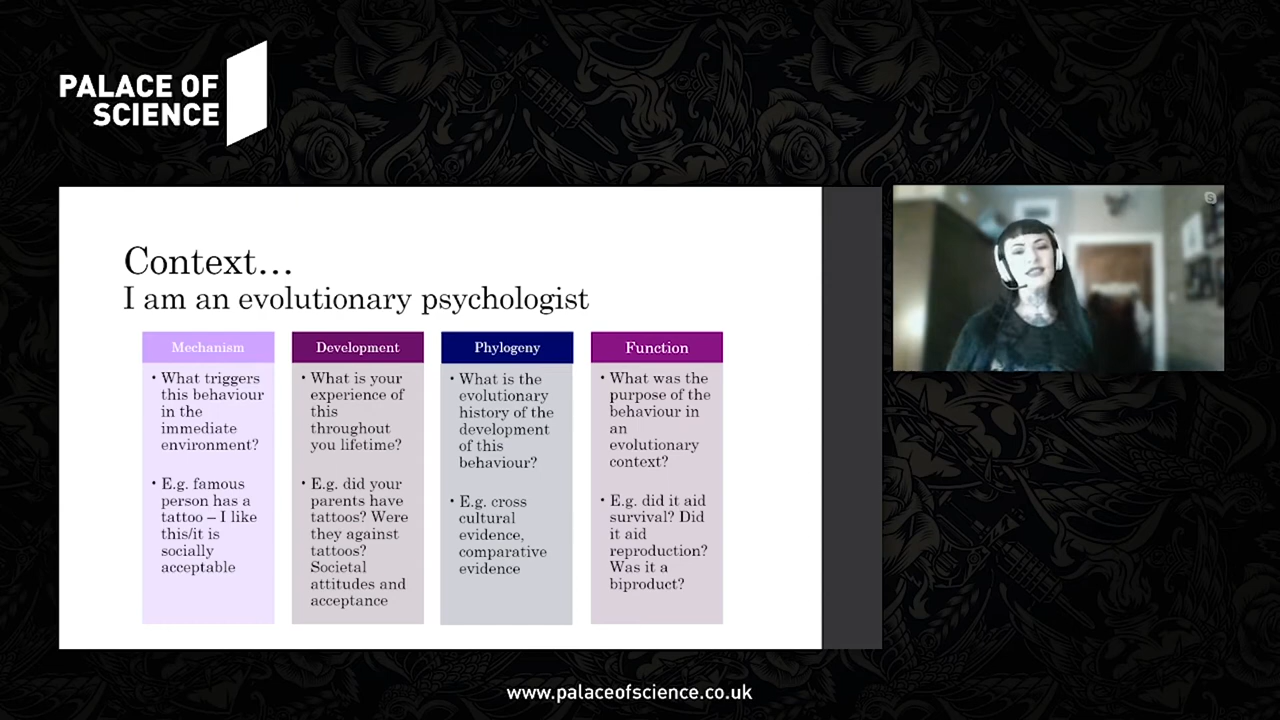 PALACE OF
SCIENCE
Context...
I am an evolutionary psychologist
Mechanism
• What triggers
this behaviour
in the
immediate
environment?
• E.g. famous
person has a
tattoo – I like
this/it is
socially
acceptable
Development
• What is your
experience of
this
throughout
you lifetime?
• E.g. did your
parents have
tattoos? Were
they against
tattoos?
Societal
attitudes and
acceptance
Phylogeny
• What is the
evolutionary
history of the
development
of this
behaviour?
• E.g. cross
cultural
evidence,
comparative
evidence
Function
• What was the
purpose of the
behaviour in
an
evolutionary
context?
• E.g. did it aid
survival? Did
it aid
reproduction?
Was it a
biproduct?
www.palaceofscience.co.uk